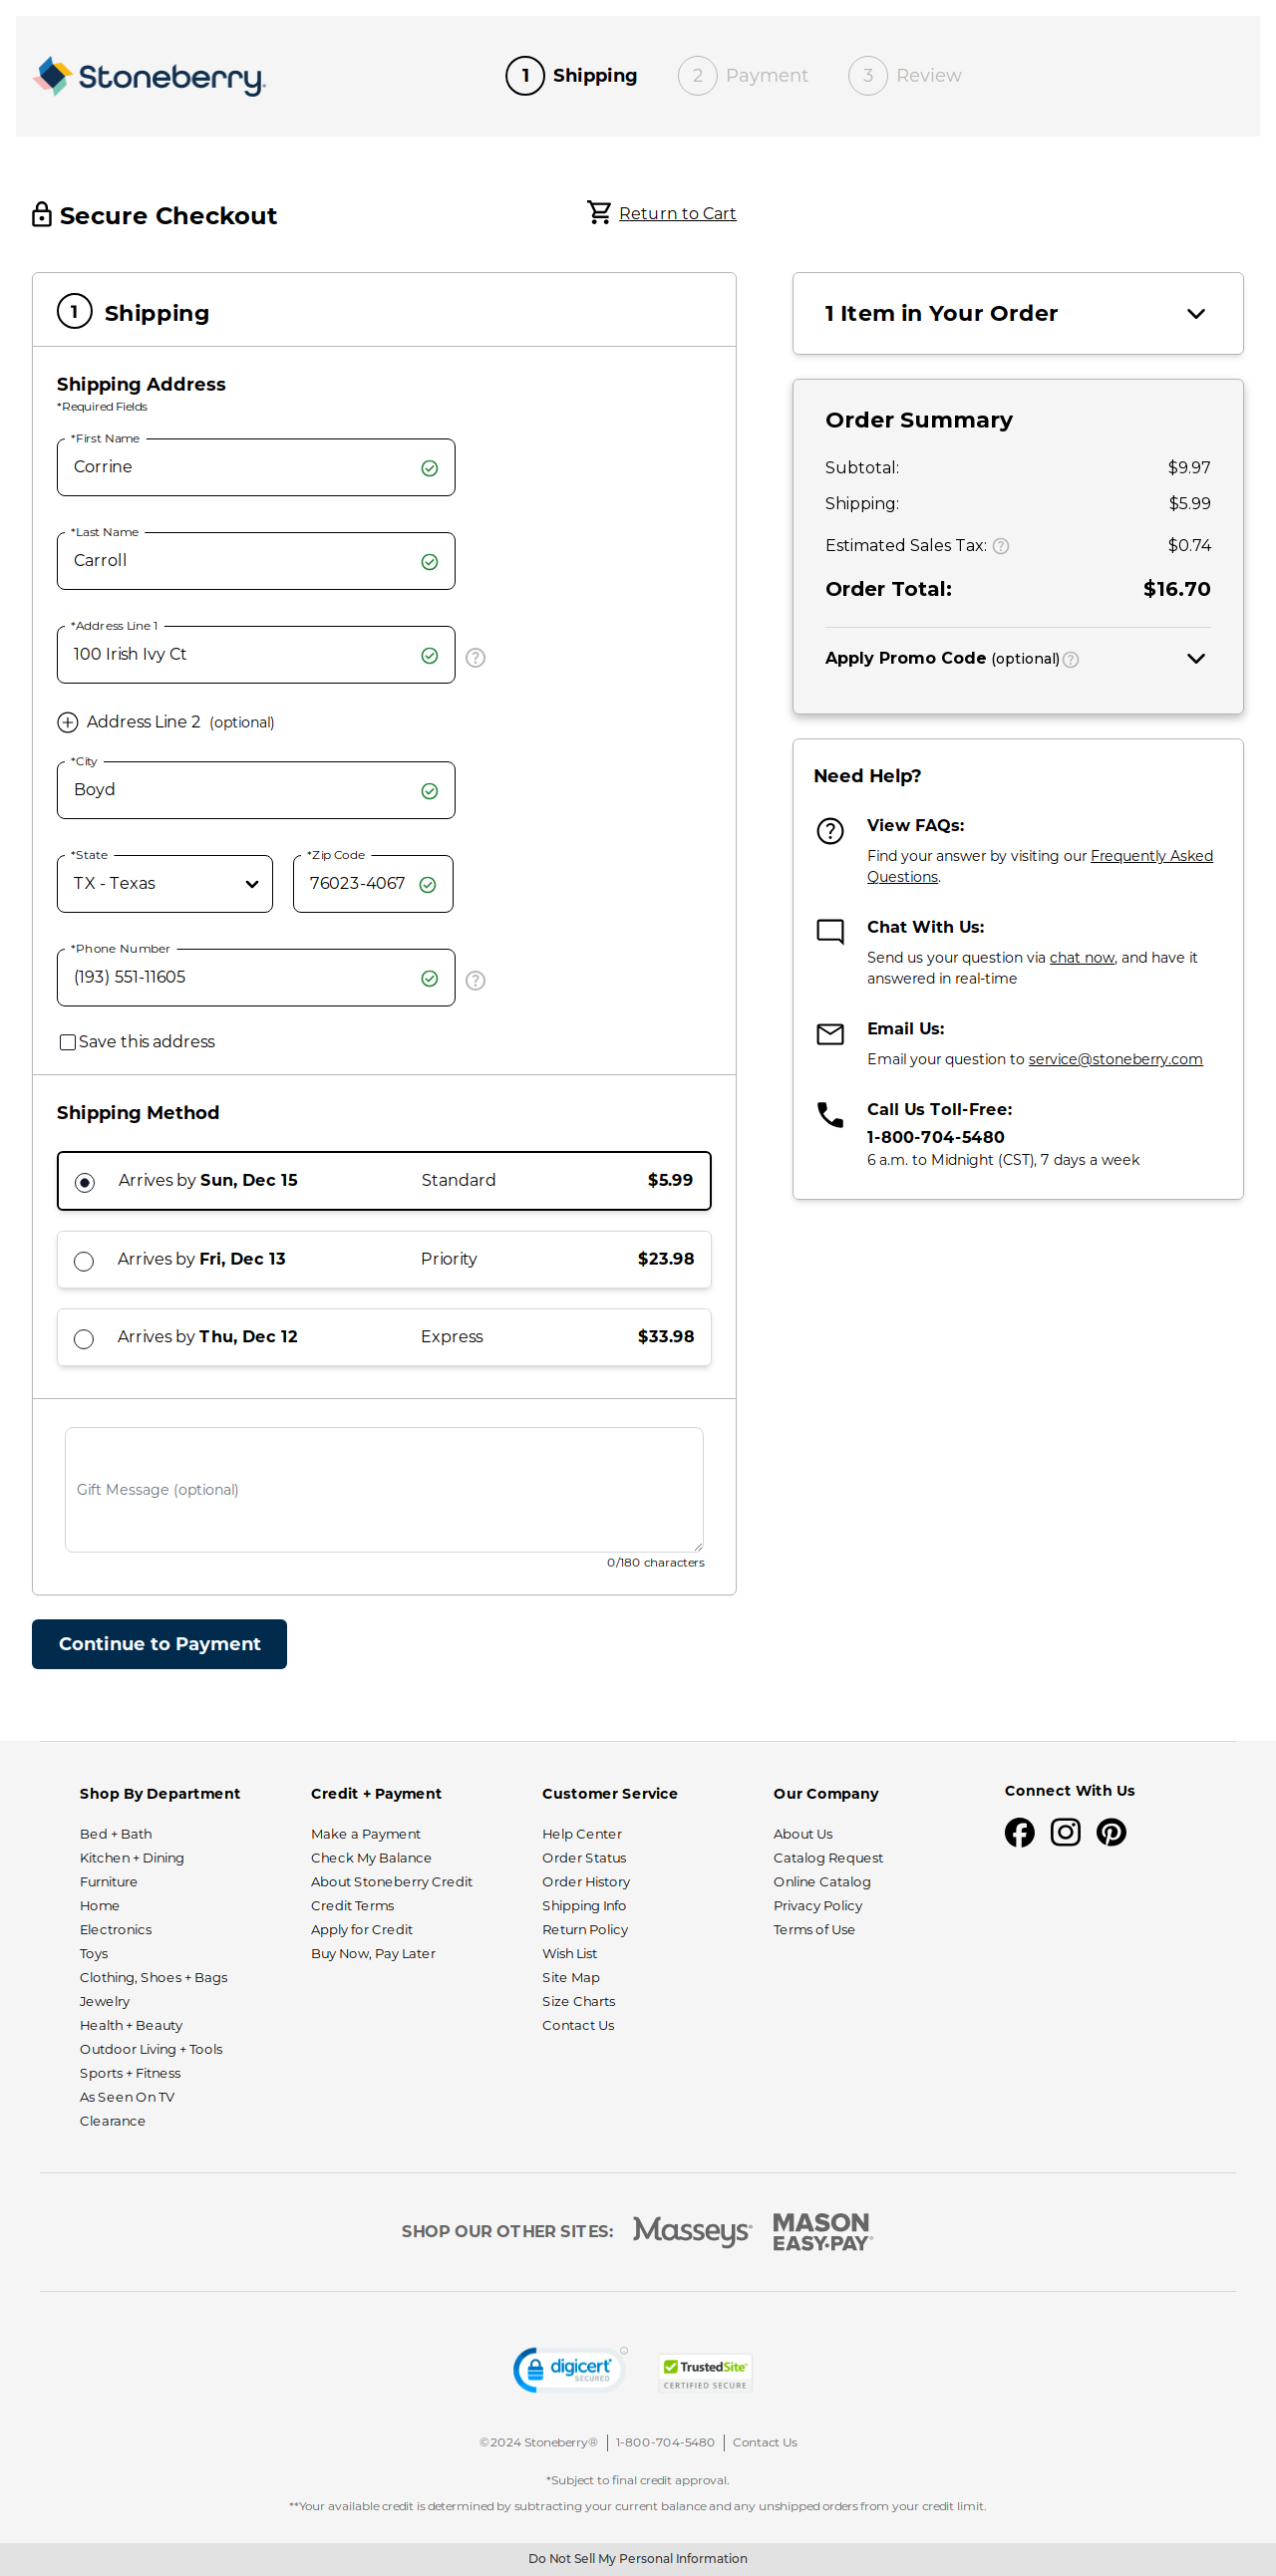 Stoneberry®
1 Shipping
2 Payment
3 Review
Secure Checkout
Return to Cart
1 Shipping
Shipping Address
*Required Fields
*First Name
Corrine
*Last Name
Carroll
*Address Line 1
100 Irish Ivy Ct
Address Line 2 (optional)
*City
Boyd
*State
TX - Texas
*Zip Code
76023-4067
*Phone Number
(193) 551-11605
Save this address
Shipping Method
Arrives by Sun, Dec 15 Standard $5.99
Arrives by Fri, Dec 13 Priority $23.98
Arrives by Thu, Dec 12 Express $33.98
Gift Message (optional)
0/180 characters
Continue to Payment
1 Item in Your Order
Order Summary
Subtotal: $9.97
Shipping: $5.99
Estimated Sales Tax: $0.74
Order Total: $16.70
Apply Promo Code (optional)
Need Help?
View FAQs:
Find your answer by visiting our Frequently Asked
Questions.
Chat With Us:
Send us your question via chat now, and have it
answered in real-time
Email Us:
Email your question to service@stoneberry.com
Call Us Toll-Free:
1-800-704-5480
6 a.m. to Midnight (CST), 7 days a week
Shop By Department
Bed + Bath
Kitchen + Dining
Furniture
Home
Electronics
Toys
Clothing, Shoes + Bags
Jewelry
Health + Beauty
Outdoor Living + Tools
Sports + Fitness
As Seen On TV
Clearance
Credit + Payment
Make a Payment
Check My Balance
About Stoneberry Credit
Credit Terms
Apply for Credit
Buy Now, Pay Later
Customer Service
Help Center
Order Status
Order History
Shipping Info
Return Policy
Wish List
Site Map
Size Charts
Contact Us
Our Company
About Us
Catalog Request
Online Catalog
Privacy Policy
Terms of Use
Connect With Us
SHOP OUR OTHER SITES:
Masseys®
MASON
EASY•PAY®
digicert
SECURED
TrustedSite®
CERTIFIED SECURE
©2024 Stoneberry® | 1-800-704-5480 | Contact Us
*Subject to final credit approval.
**Your available credit is determined by subtracting your current balance and any unshipped orders from your credit limit.
Do Not Sell My Personal Information